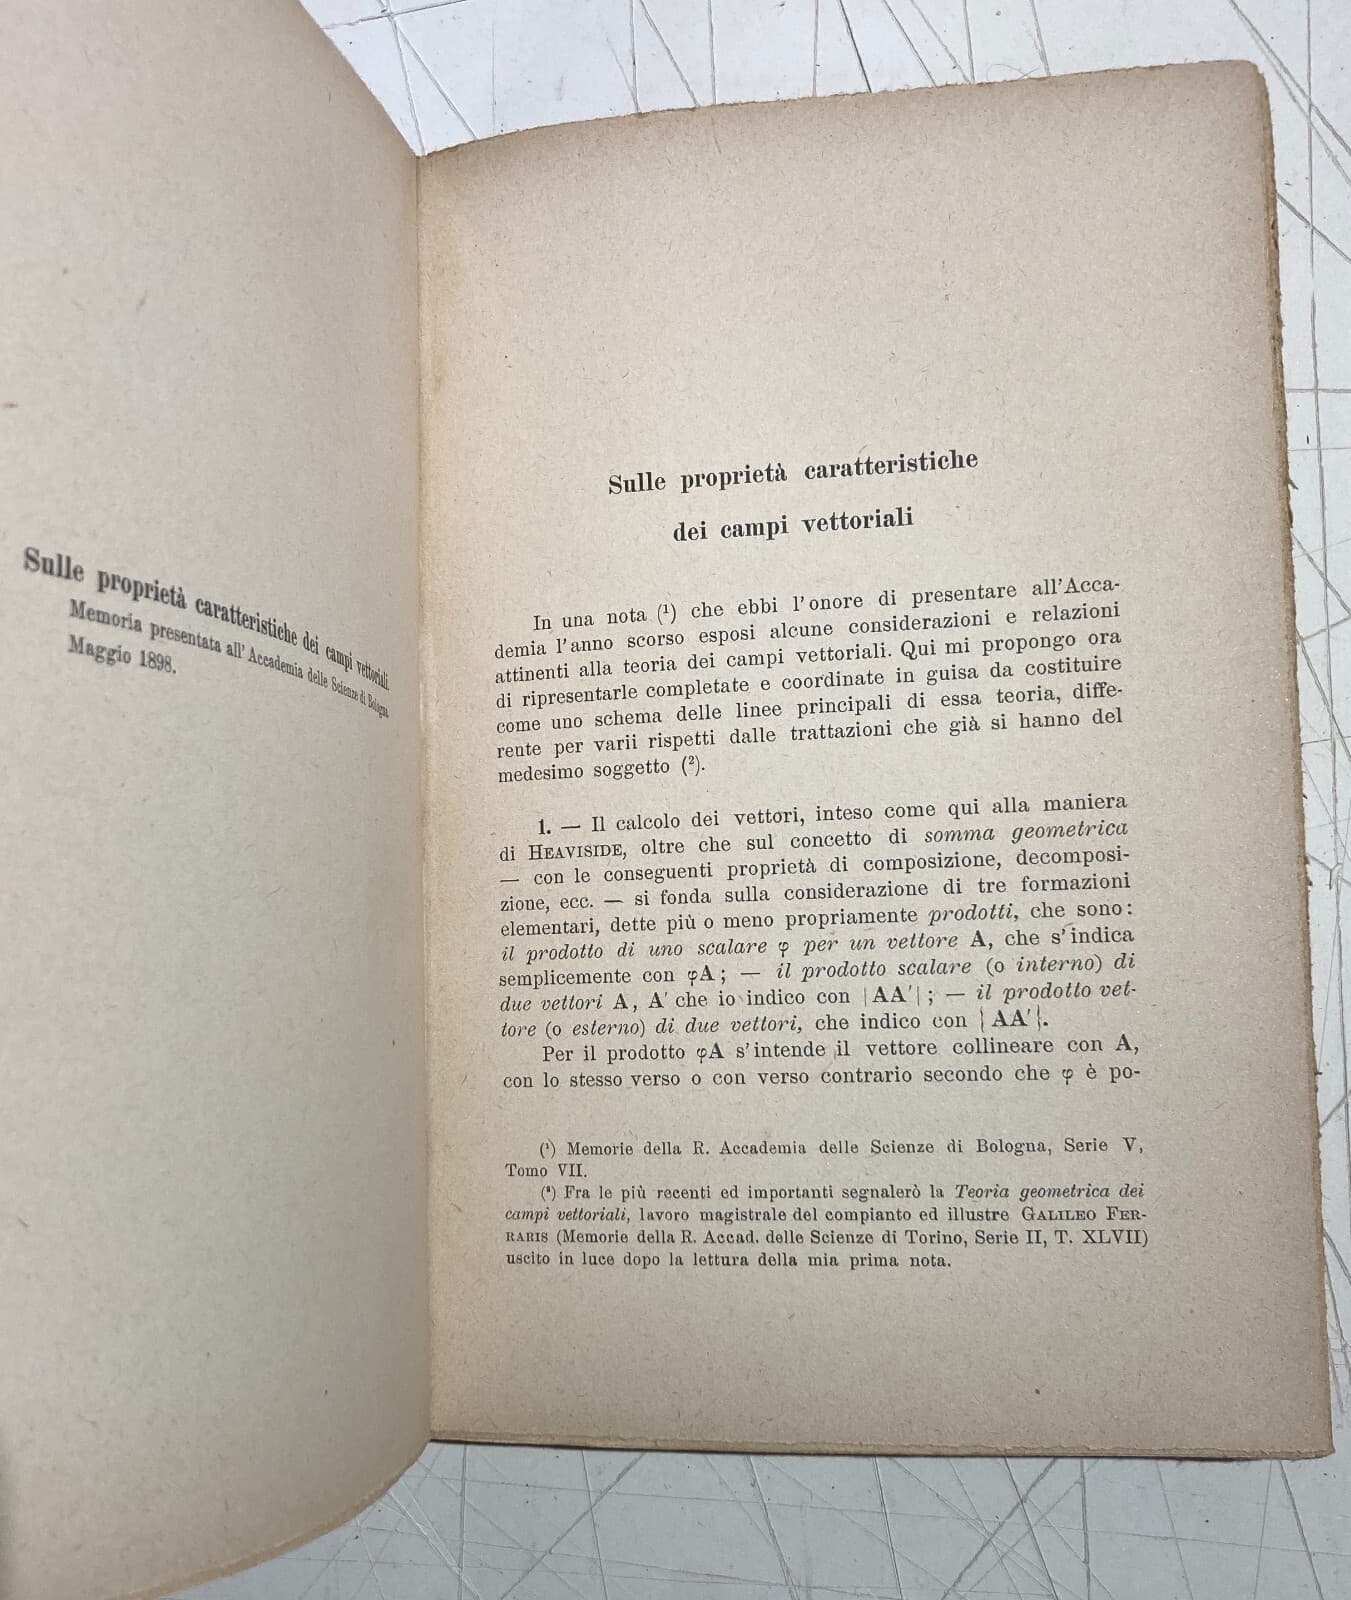 Sulle proprietà caratteristiche dei campi vettoriali.
Memoria presentata all' Accademia delle Scienze di Bologna
Maggio 1898.
Sulle proprietà caratteristiche
dei campi vettoriali
In una nota (¹) che ebbi l'onore di presentare all'Acca-
demia l'anno scorso esposi alcune considerazioni e relazioni
attinenti alla teoria dei campi vettoriali. Qui mi propongo ora
di ripresentarle completate e coordinate in guisa da costituire
come uno schema delle linee principali di essa teoria, diffe-
rente per varii rispetti dalle trattazioni che già si hanno del
medesimo soggetto (²).
1. — Il calcolo dei vettori, inteso come qui alla maniera
di HEAVISIDE, oltre che sul concetto di somma geometrica
— con le conseguenti proprietà di composizione, decomposi-
zione, ecc. — si fonda sulla considerazione di tre formazioni
elementari, dette più o meno propriamente prodotti, che sono:
il prodotto di uno scalare φ per un vettore A, che s'indica
semplicemente con φA; — il prodotto scalare (o interno) di
due vettori A, A' che io indico con |AA'|; — il prodotto vet-
tore (o esterno) di due vettori, che indico con {AA'}.
Per il prodotto φA s'intende il vettore collineare con A,
con lo stesso verso o con verso contrario secondo che φ è po-
(¹) Memorie della R. Accademia delle Scienze di Bologna, Serie V,
Tomo VII.
(²) Fra le più recenti ed importanti segnalerò la Teoria geometrica dei
campi vettoriali, lavoro magistrale del compianto ed illustre GALILEO FER-
RARIS (Memorie della R. Accad. delle Scienze di Torino, Serie II, T. XLVII)
uscito in luce dopo la lettura della mia prima nota.